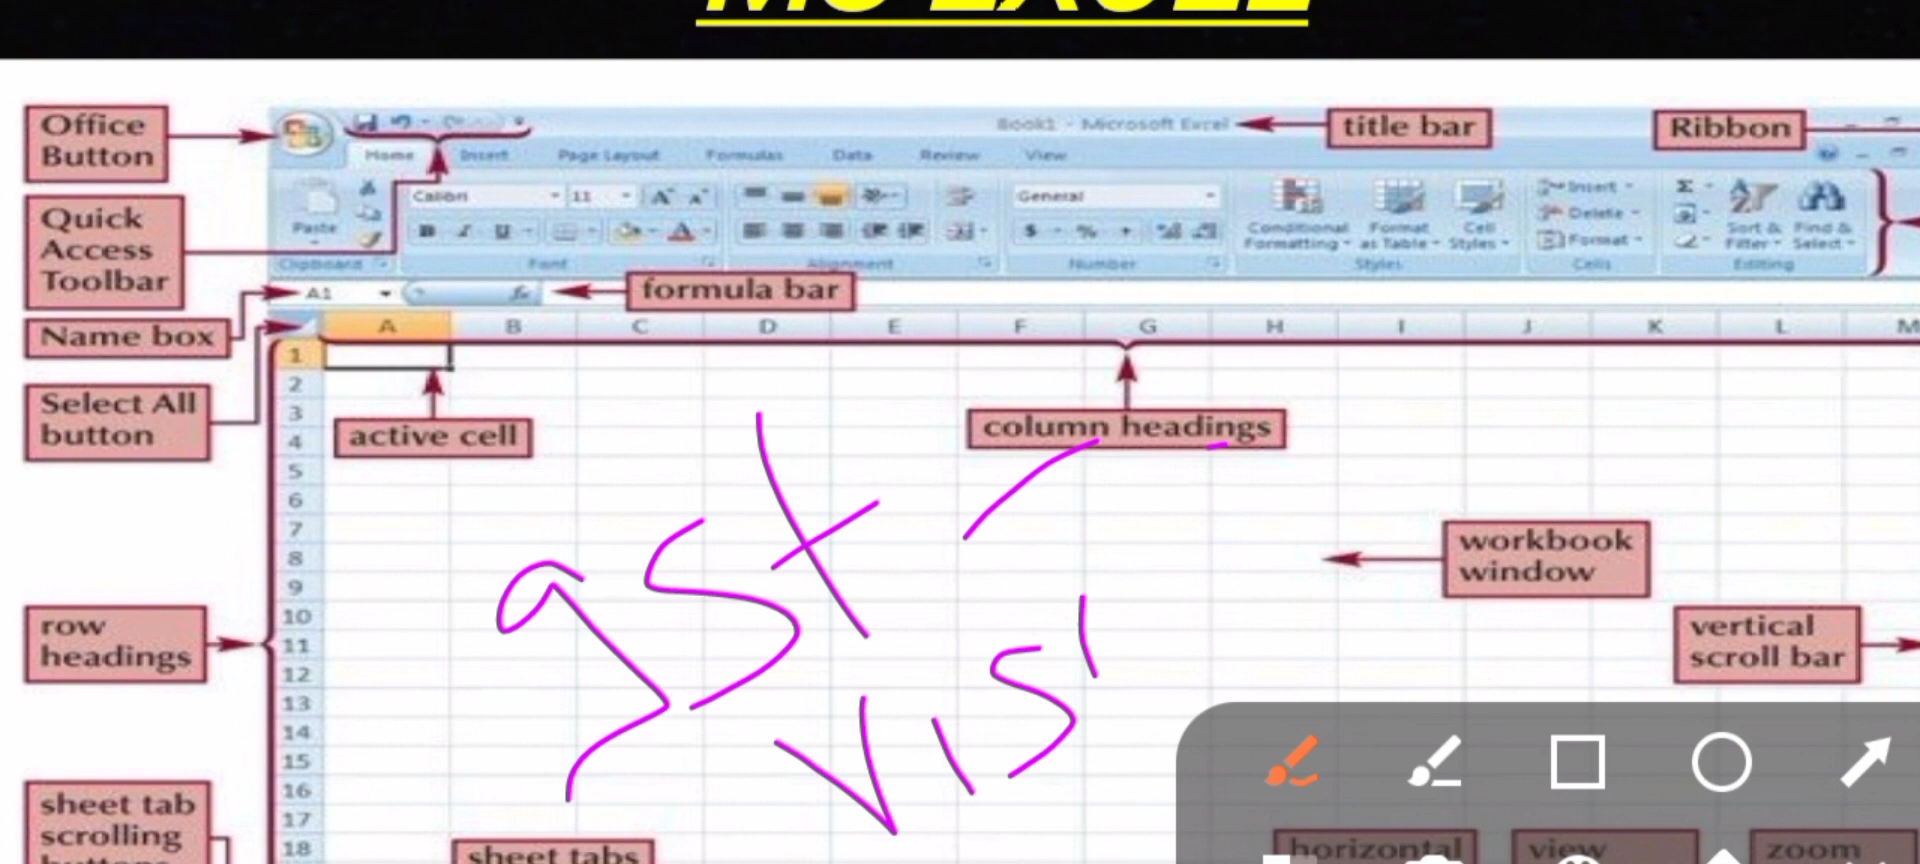 MS EXCEL
Office
Button
Quick
Access
Toolbar
Name box
Select All
button
row
headings
sheet tab
scrolling
buttons
Book1 - Microsoft Excel
title bar
Ribbon
Home Insert Page Layout Formulas Data Review View
Paste
Calibri 11
B I U
General
$ % ,
Conditional
Formatting
Format
as Table
Cell
Styles
Insert
Delete
Format
Σ
Sort &
Filter
Find &
Select
Clipboard Font Alignment Number Styles Cells Editing
A1
fx
formula bar
A B C D E F G H I J K L M
1
2
3
4
5
6
7
8
9
10
11
12
13
14
15
16
17
18
active cell
column headings
workbook
window
vertical
scroll bar
sheet tabs
horizontal
view
zoom
gst
vis